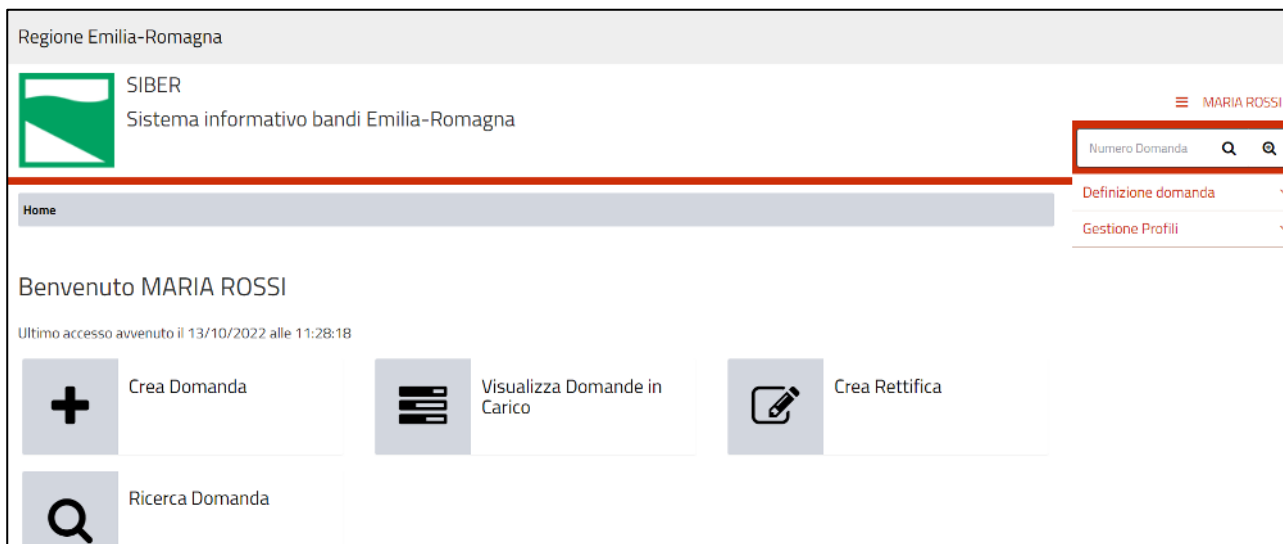 Regione Emilia-Romagna
SIBER
Sistema informativo bandi Emilia-Romagna
MARIA ROSSI
Numero Domanda
Definizione domanda
Gestione Profili
Home
Benvenuto MARIA ROSSI
Ultimo accesso avvenuto il 13/10/2022 alle 11:28:18
Crea Domanda
Visualizza Domande in
Carico
Crea Rettifica
Ricerca Domanda